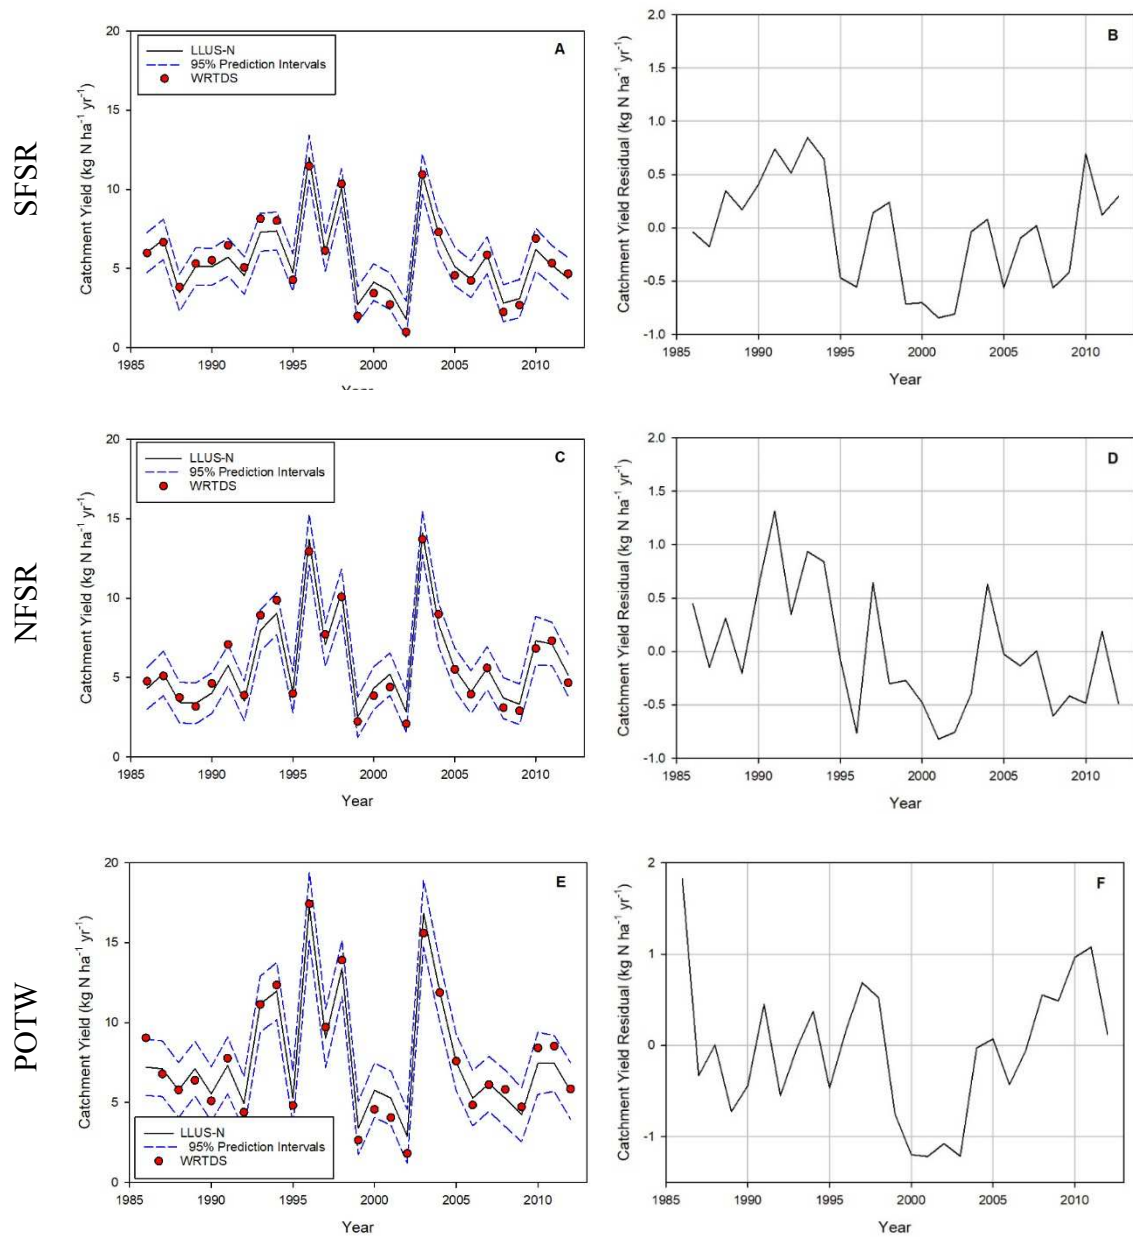 SFSR
A
LLUS-N
95% Prediction Intervals
WRTDS
Catchment Yield (kg N ha⁻¹ yr⁻¹)
20
15
10
5
0
1985 1990 1995 2000 2005 2010
Year
B
Catchment Yield Residual (kg N ha⁻¹ yr⁻¹)
2.0
1.5
1.0
0.5
0.0
-0.5
-1.0
1985 1990 1995 2000 2005 2010
Year
NFSR
C
LLUS-N
95% Prediction Intervals
WRTDS
Catchment Yield (kg N ha⁻¹ yr⁻¹)
20
15
10
5
0
1985 1990 1995 2000 2005 2010
Year
D
Catchment Yield Residual (kg N ha⁻¹ yr⁻¹)
2.0
1.5
1.0
0.5
0.0
-0.5
-1.0
1985 1990 1995 2000 2005 2010
Year
POTW
E
Catchment Yield (kg N ha⁻¹ yr⁻¹)
20
15
10
5
0
LLUS-N
95% Prediction Intervals
WRTDS
1985 1990 1995 2000 2005 2010
Year
F
Catchment Yield Residual (kg N ha⁻¹ yr⁻¹)
2
1
0
-1
1985 1990 1995 2000 2005 2010
Year